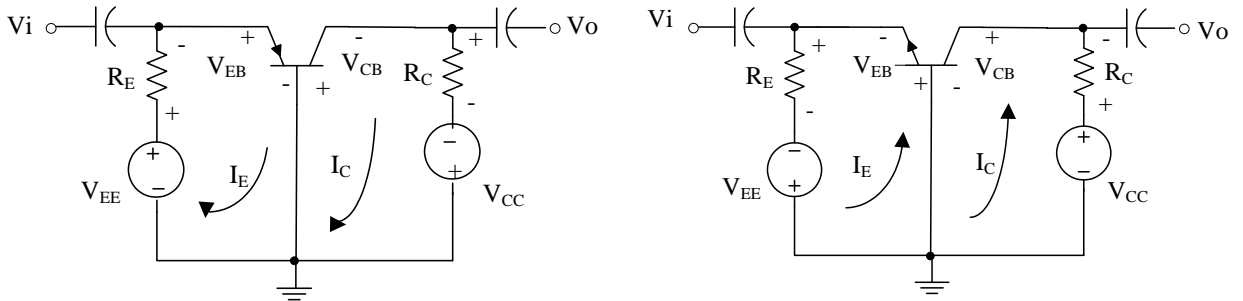 Vi
Vo
- + - +
R_E
V_EB
V_CB
R_C
- +
+ -
+
-
V_EE
I_E
I_C
-
+
V_CC
Vi
Vo
+ - + -
R_E
V_EB
V_CB
R_C
+ -
- +
-
+
V_EE
I_E
I_C
+
-
V_CC